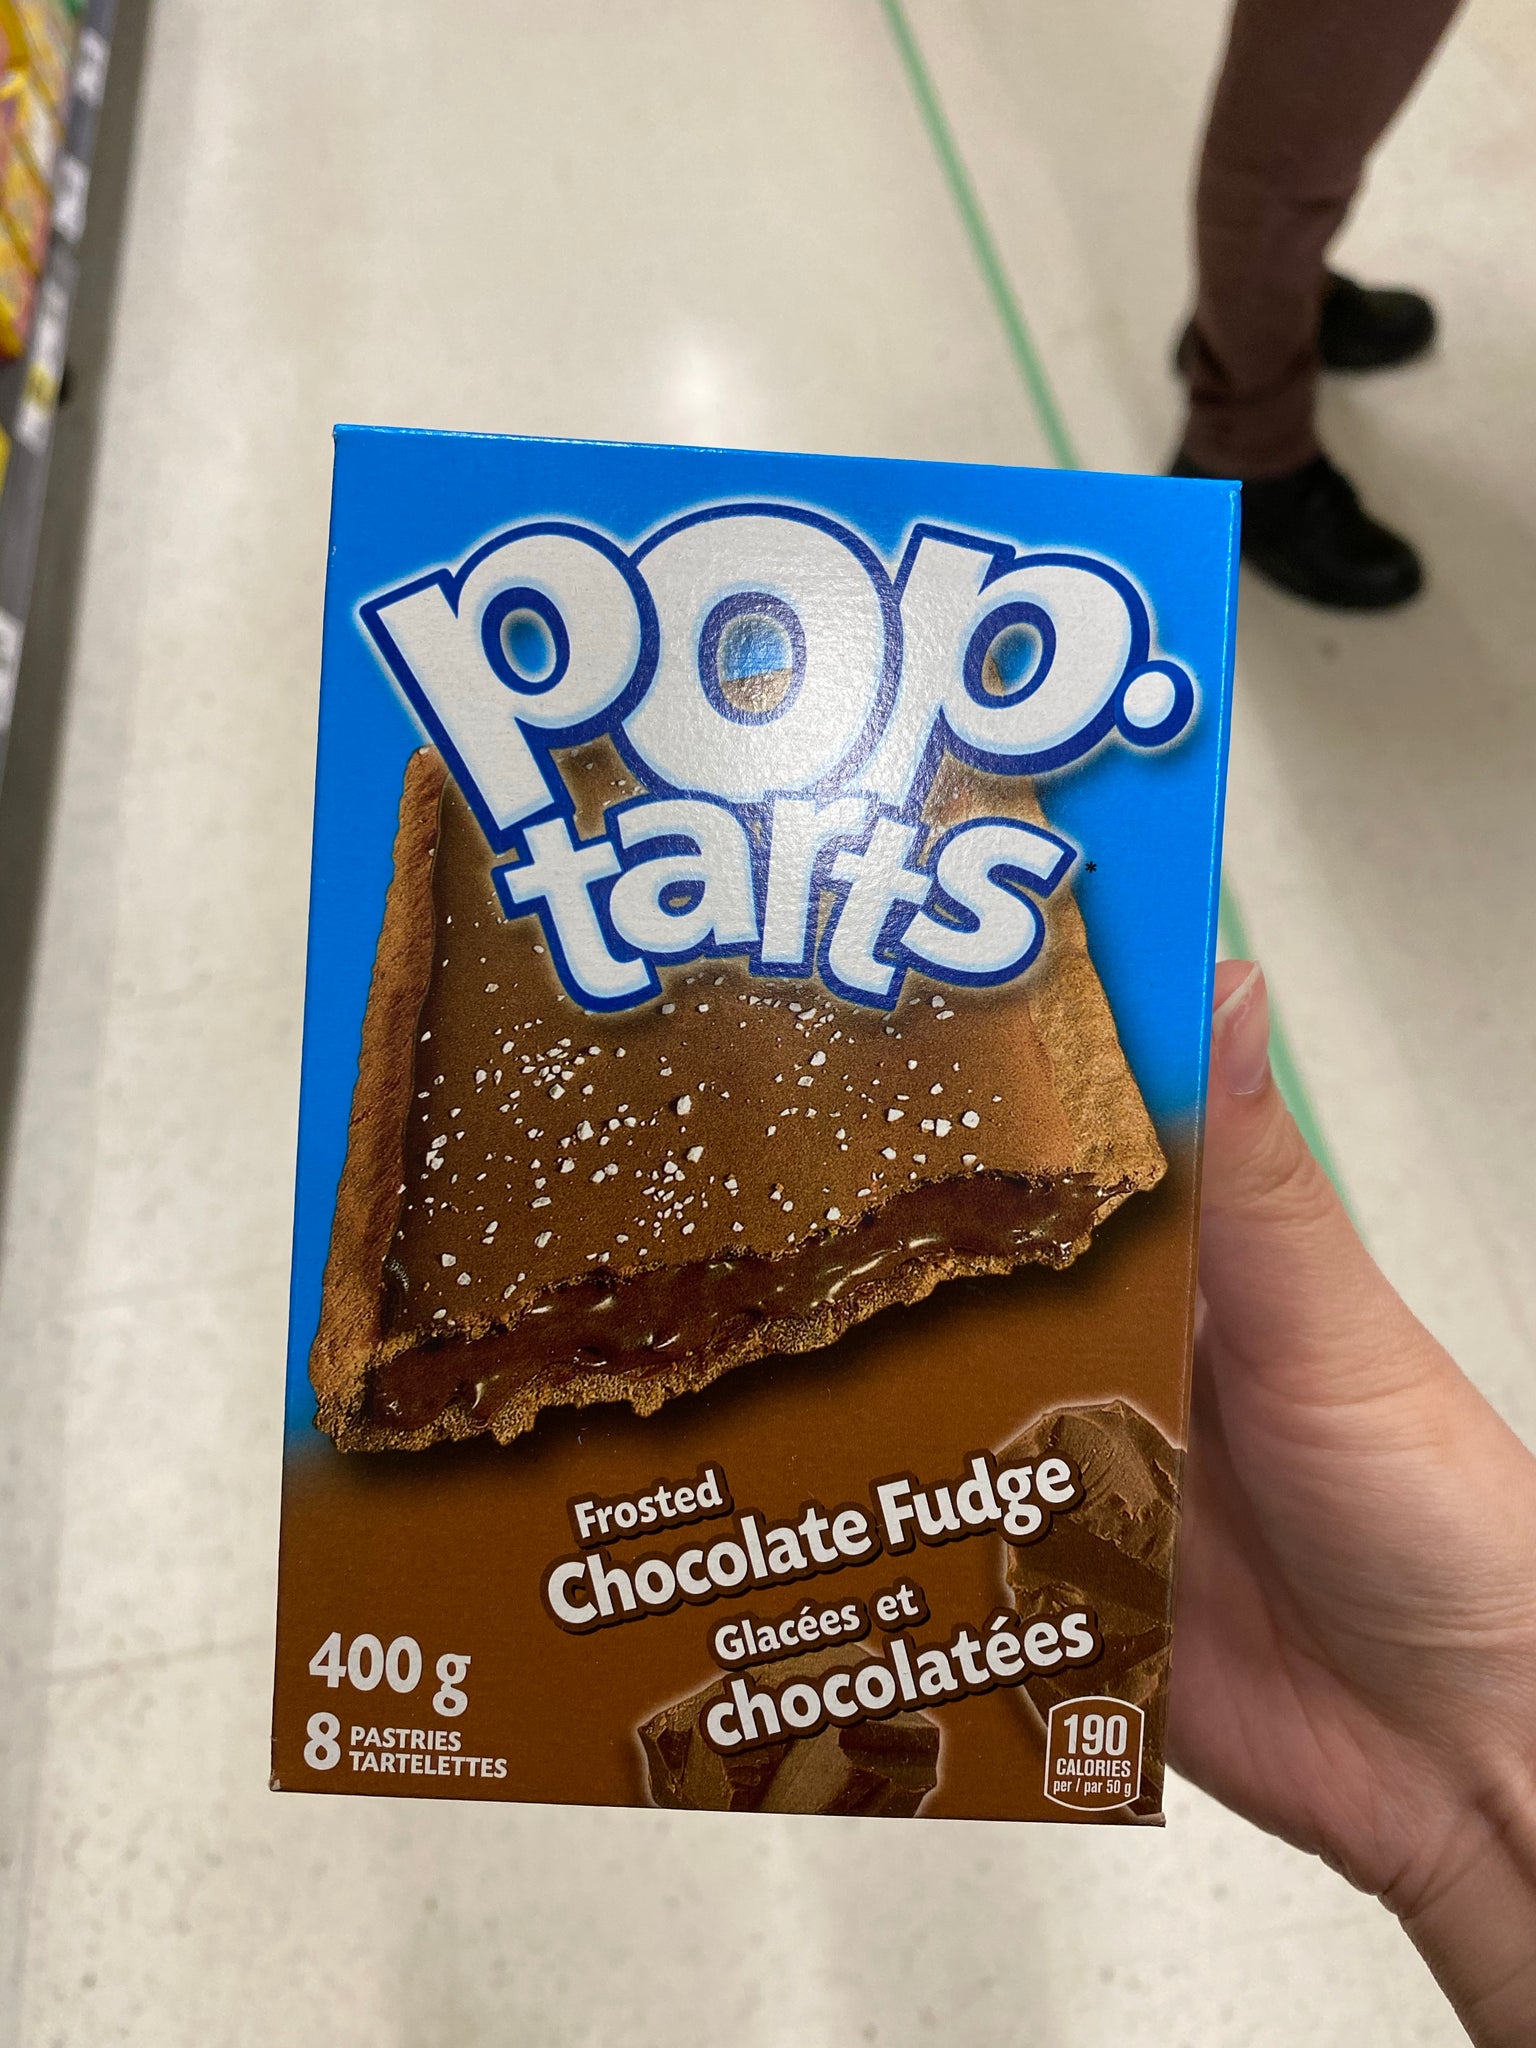 pop.
tarts*
Frosted
Chocolate Fudge
Glacées et
chocolatées
400 g
8 PASTRIES
TARTELETTES
190
CALORIES
per / par 50 g